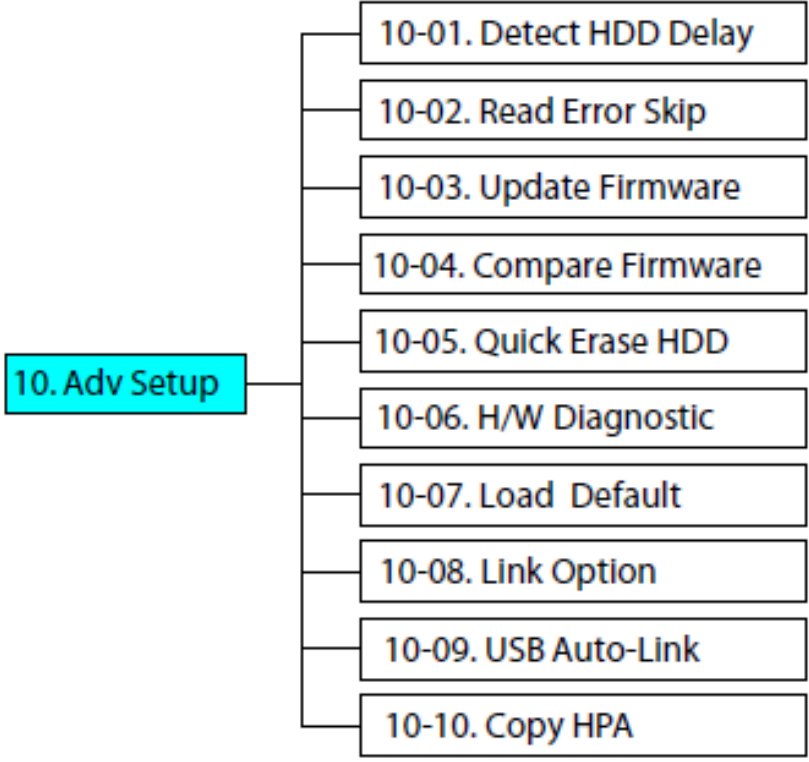 10-01. Detect HDD Delay
10-02. Read Error Skip
10-03. Update Firmware
10-04. Compare Firmware
10-05. Quick Erase HDD
10. Adv Setup
10-06. H/W Diagnostic
10-07. Load  Default
10-08. Link Option
10-09. USB Auto-Link
10-10. Copy HPA